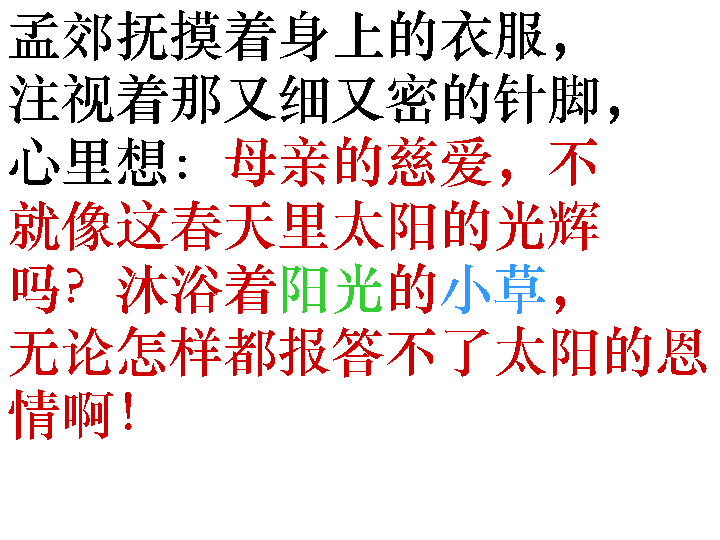 孟郊抚摸着身上的衣服，
注视着那又细又密的针脚，
心里想：母亲的慈爱，不
就像这春天里太阳的光辉
吗？沐浴着阳光的小草，
无论怎样都报答不了太阳的恩
情啊！